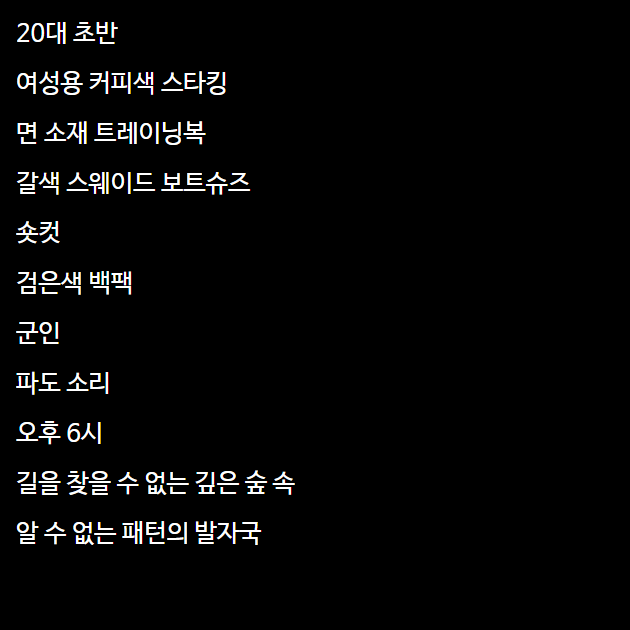 20대 초반
여성용 커피색 스타킹
면 소재 트레이닝복
갈색 스웨이드 보트슈즈
숏컷
검은색 백팩
군인
파도 소리
오후 6시
길을 찾을 수 없는 깊은 숲 속
알 수 없는 패턴의 발자국